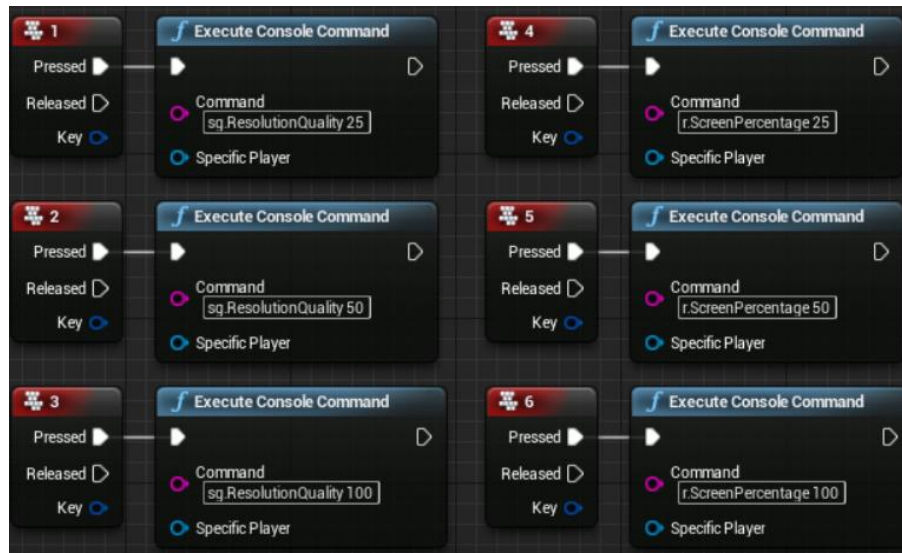 1
Pressed
Released
Key
f Execute Console Command
Command
sg.ResolutionQuality 25
Specific Player
4
Pressed
Released
Key
f Execute Console Command
Command
r.ScreenPercentage 25
Specific Player
2
Pressed
Released
Key
f Execute Console Command
Command
sg.ResolutionQuality 50
Specific Player
5
Pressed
Released
Key
f Execute Console Command
Command
r.ScreenPercentage 50
Specific Player
3
Pressed
Released
Key
f Execute Console Command
Command
sg.ResolutionQuality 100
Specific Player
6
Pressed
Released
Key
f Execute Console Command
Command
r.ScreenPercentage 100
Specific Player